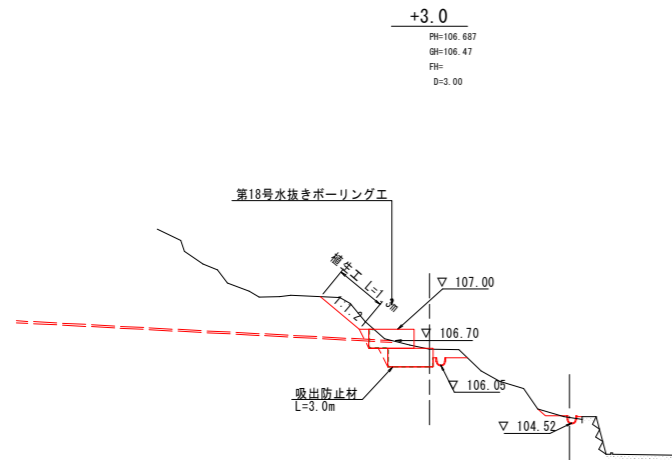 +3.0
PH=106.687
GH=106.47
FH=
D=3.00
第18号水抜きボーリング工
植生工 L=1.3m
1:1.2
▽ 107.00
▽ 106.70
▽ 106.05
吸出防止材
L=3.0m
▽ 104.52